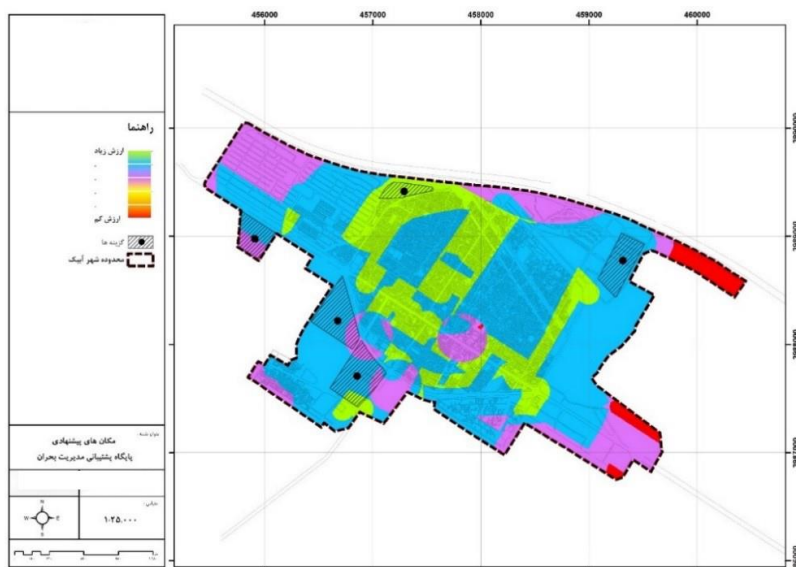 456000 457000 458000 459000 460000
راهنما
ارزش زیاد
ارزش کم
گزینه ها
محدوده شهر آبیک
مکان های پیشنهادی
پایگاه پشتیبانی مدیریت بحران
۱:۲۵.۰۰۰
N
W E
S